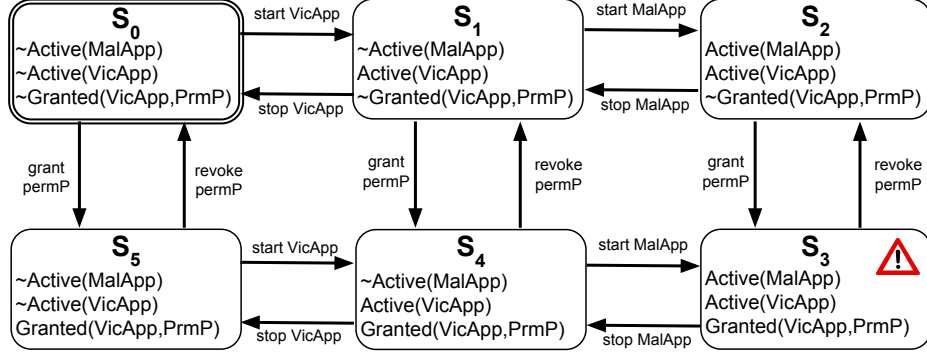 S0
~Active(MalApp)
~Active(VicApp)
~Granted(VicApp,PrmP)
start VicApp
stop VicApp
S1
~Active(MalApp)
Active(VicApp)
~Granted(VicApp,PrmP)
start MalApp
stop MalApp
S2
Active(MalApp)
Active(VicApp)
~Granted(VicApp,PrmP)
grant
permP
revoke
permP
grant
permP
revoke
permP
grant
permP
revoke
permP
S5
~Active(MalApp)
~Active(VicApp)
Granted(VicApp,PrmP)
start VicApp
stop VicApp
S4
~Active(MalApp)
Active(VicApp)
Granted(VicApp,PrmP)
start MalApp
stop MalApp
S3
Active(MalApp)
Active(VicApp)
Granted(VicApp,PrmP)